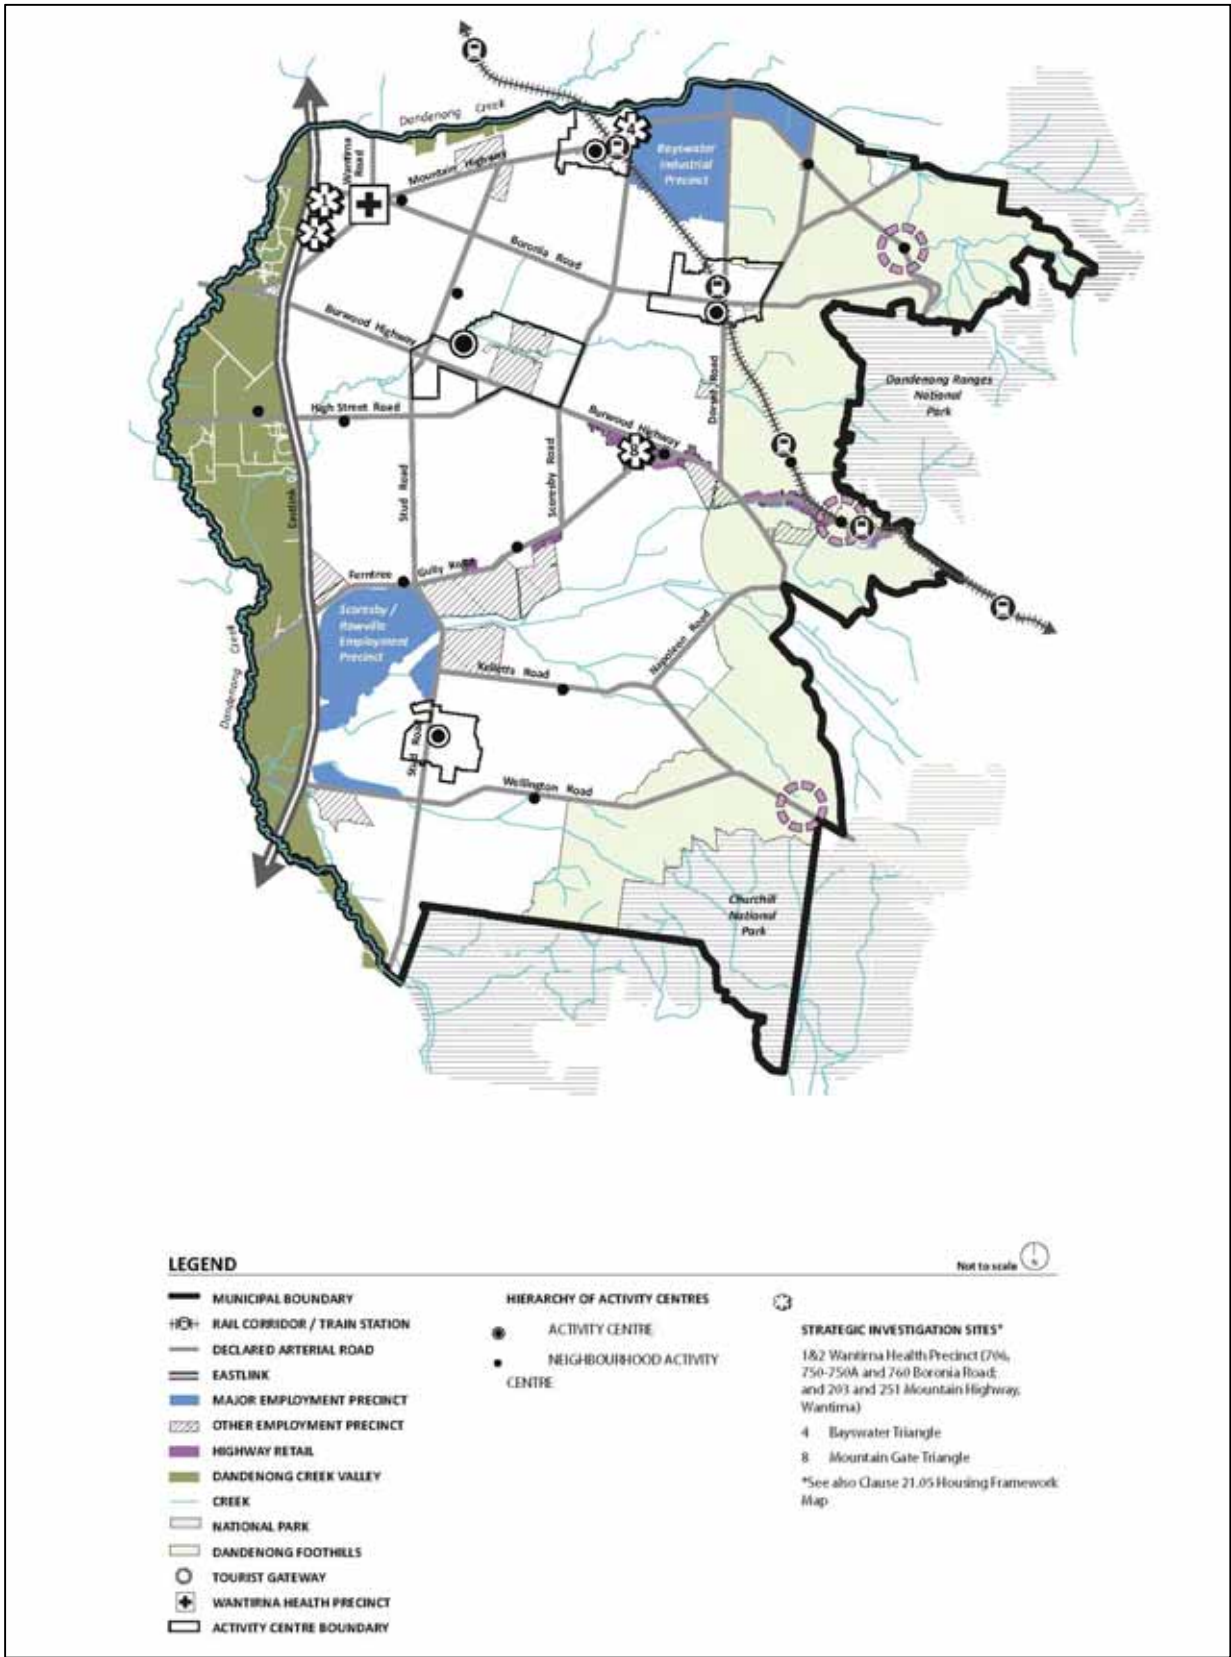 Dandenong Creek
Wantirna
Road
Mountain Highway
4
Bayswater
Industrial
Precinct
1
2
Boronia Road
Burwood Highway
Dandenong Ranges
National
Park
High Street Road
Dorset Road
Burwood Highway
8
Eastlink
Stud Road
Scoresby Road
Ferntree Gully Road
Scoresby /
Rowville
Employment
Precinct
Dandenong Creek
Napoleon Road
Kelletts Road
Stud Road
Wellington Road
Churchill
National
Park
LEGEND
Not to scale
MUNICIPAL BOUNDARY
RAIL CORRIDOR / TRAIN STATION
DECLARED ARTERIAL ROAD
EASTLINK
MAJOR EMPLOYMENT PRECINCT
OTHER EMPLOYMENT PRECINCT
HIGHWAY RETAIL
DANDENONG CREEK VALLEY
CREEK
NATIONAL PARK
DANDENONG FOOTHILLS
TOURIST GATEWAY
WANTIRNA HEALTH PRECINCT
ACTIVITY CENTRE BOUNDARY
HIERARCHY OF ACTIVITY CENTRES
ACTIVITY CENTRE
NEIGHBOURHOOD ACTIVITY
CENTRE
STRATEGIC INVESTIGATION SITES*
1&2 Wantirna Health Precinct (706,
750-750A and 760 Boronia Road;
and 203 and 251 Mountain Highway,
Wantirna)
4 Bayswater Triangle
8 Mountain Gate Triangle
*See also Clause 21.05 Housing Framework
Map